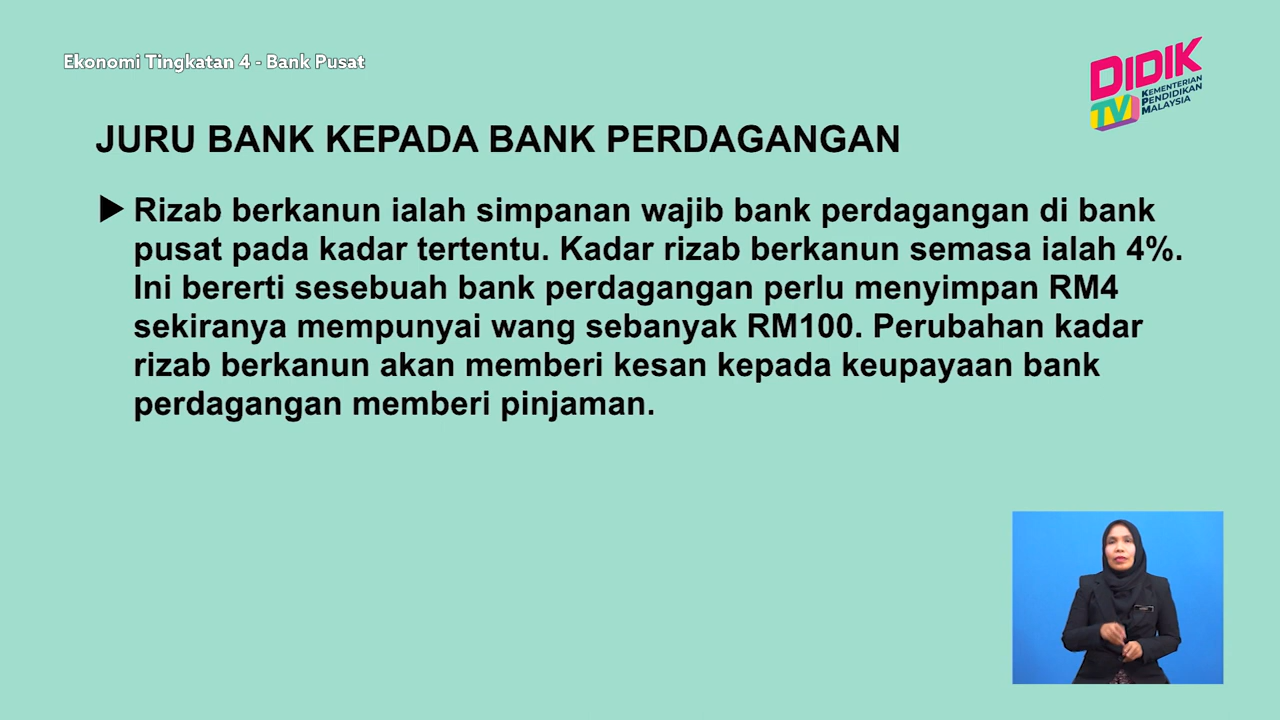 Ekonomi Tingkatan 4 - Bank Pusat
DIDIK
TV
KEMENTERIAN
PENDIDIKAN
MALAYSIA
JURU BANK KEPADA BANK PERDAGANGAN
▶ Rizab berkanun ialah simpanan wajib bank perdagangan di bank
pusat pada kadar tertentu. Kadar rizab berkanun semasa ialah 4%.
Ini bererti sesebuah bank perdagangan perlu menyimpan RM4
sekiranya mempunyai wang sebanyak RM100. Perubahan kadar
rizab berkanun akan memberi kesan kepada keupayaan bank
perdagangan memberi pinjaman.